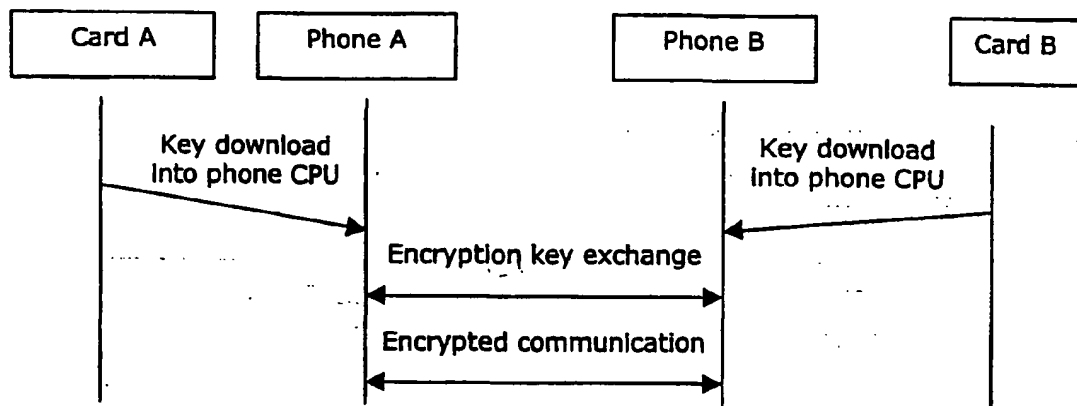 Card A
Phone A
Phone B
Card B
Key download
into phone CPU
Key download
into phone CPU
Encryption key exchange
Encrypted communication